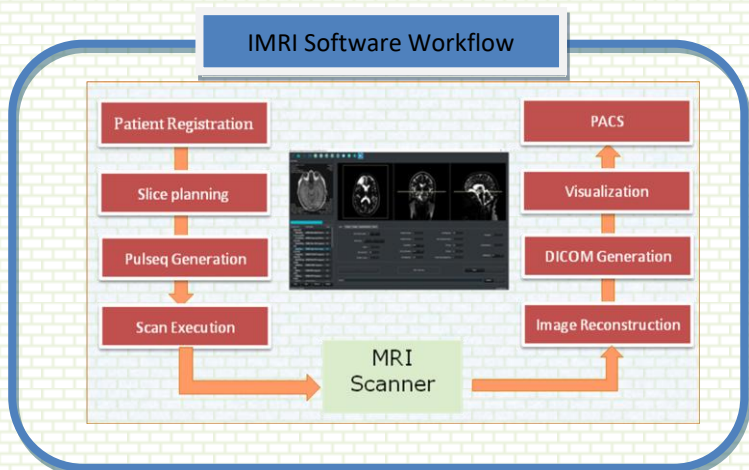 IMRI Software Workflow
Patient Registration
Slice planning
Pulseq Generation
Scan Execution
MRI
Scanner
Image Reconstruction
DICOM Generation
Visualization
PACS